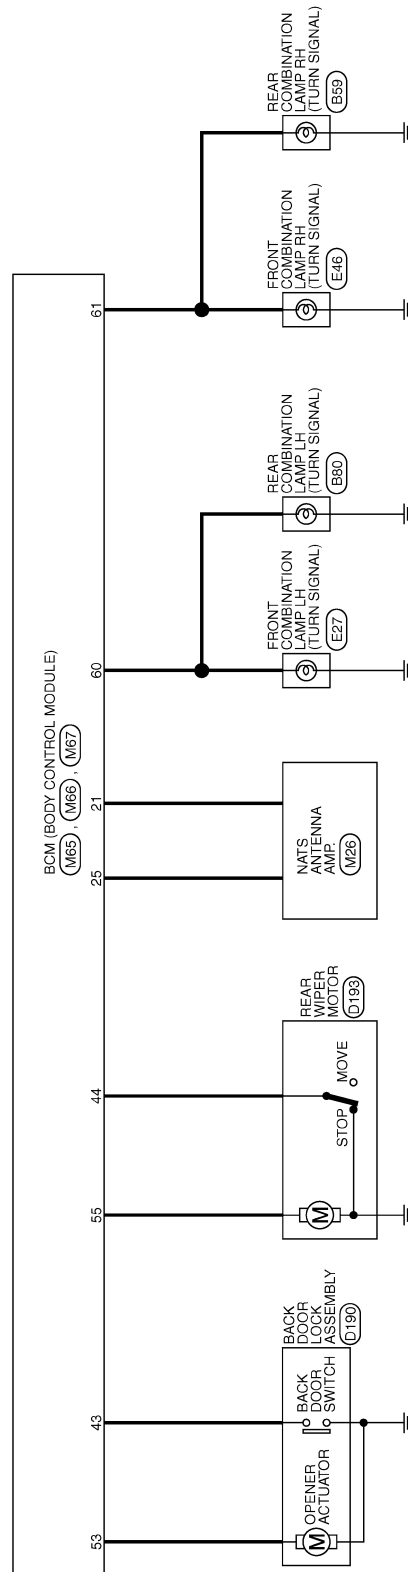 BCM (BODY CONTROL MODULE)
M65 , M66 , M67
53
43
55
44
25
21
60
61
OPENER
ACTUATOR
M
BACK
DOOR
SWITCH
BACK
DOOR
LOCK
ASSEMBLY
D190
M
STOP
MOVE
REAR
WIPER
MOTOR
D193
NATS
ANTENNA
AMP.
M26
FRONT
COMBINATION
LAMP LH
(TURN SIGNAL)
E27
REAR
COMBINATION
LAMP LH
(TURN SIGNAL)
B80
FRONT
COMBINATION
LAMP RH
(TURN SIGNAL)
E46
REAR
COMBINATION
LAMP RH
(TURN SIGNAL)
B59